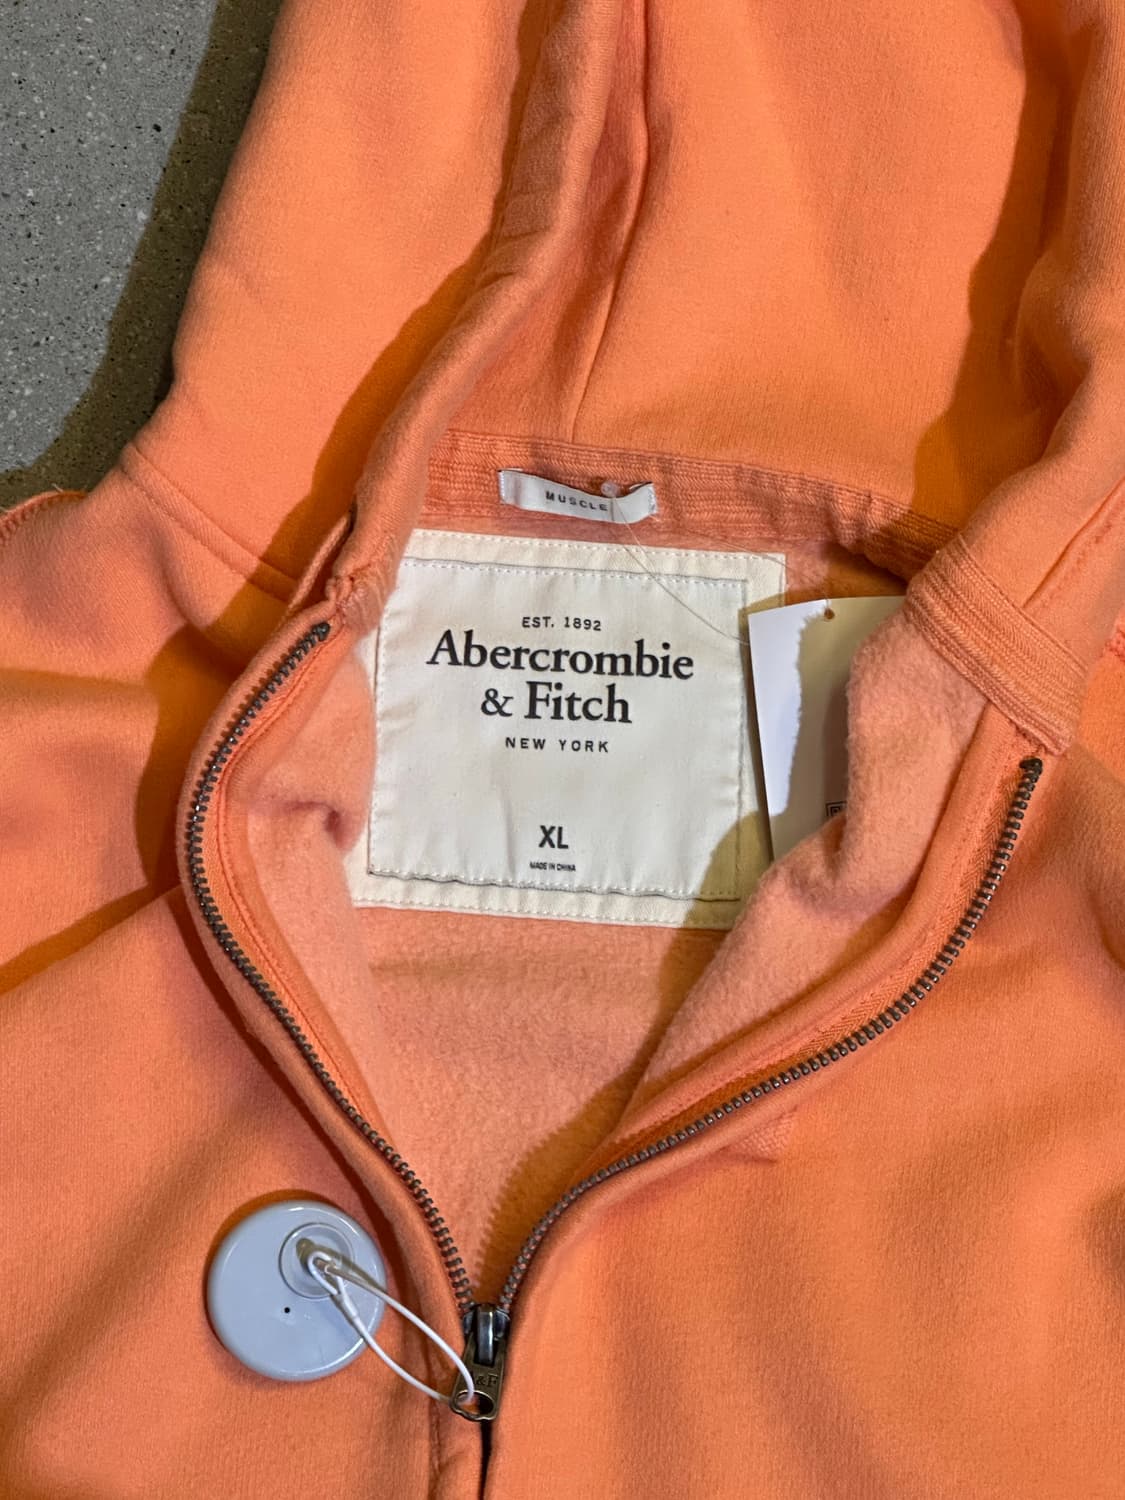 MUSCLE
EST. 1892
Abercrombie
& Fitch
NEW YORK
XL
MADE IN CHINA
A&F